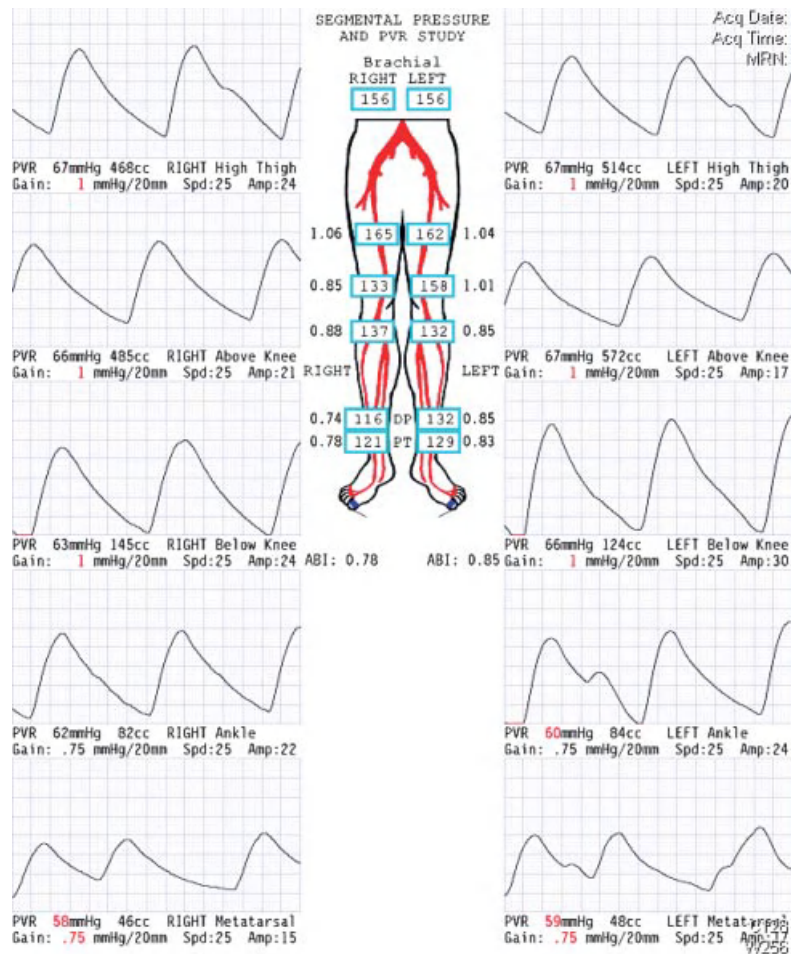 SEGMENTAL PRESSURE
AND PVR STUDY
Acq Date:
Acq Time:
MRN:
Brachial
RIGHT LEFT
156 156
PVR 67mmHg 468cc RIGHT High Thigh
Gain: 1 mmHg/20mm Spd:25 Amp:24
PVR 67mmHg 514cc LEFT High Thigh
Gain: 1 mmHg/20mm Spd:25 Amp:20
1.06 165 162 1.04
0.85 133 158 1.01
0.88 137 132 0.85
PVR 66mmHg 485cc RIGHT Above Knee
Gain: 1 mmHg/20mm Spd:25 Amp:21
PVR 67mmHg 572cc LEFT Above Knee
Gain: 1 mmHg/20mm Spd:25 Amp:17
RIGHT LEFT
0.74 116 DP 132 0.85
0.78 121 PT 129 0.83
PVR 63mmHg 145cc RIGHT Below Knee
Gain: 1 mmHg/20mm Spd:25 Amp:24
ABI: 0.78 ABI: 0.85
PVR 66mmHg 124cc LEFT Below Knee
Gain: 1 mmHg/20mm Spd:25 Amp:30
PVR 62mmHg 82cc RIGHT Ankle
Gain: .75 mmHg/20mm Spd:25 Amp:22
PVR 60mmHg 84cc LEFT Ankle
Gain: .75 mmHg/20mm Spd:25 Amp:24
PVR 58mmHg 46cc RIGHT Metatarsal
Gain: .75 mmHg/20mm Spd:25 Amp:15
PVR 59mmHg 48cc LEFT Metatarsal
Gain: .75 mmHg/20mm Spd:25 Amp:17
W256